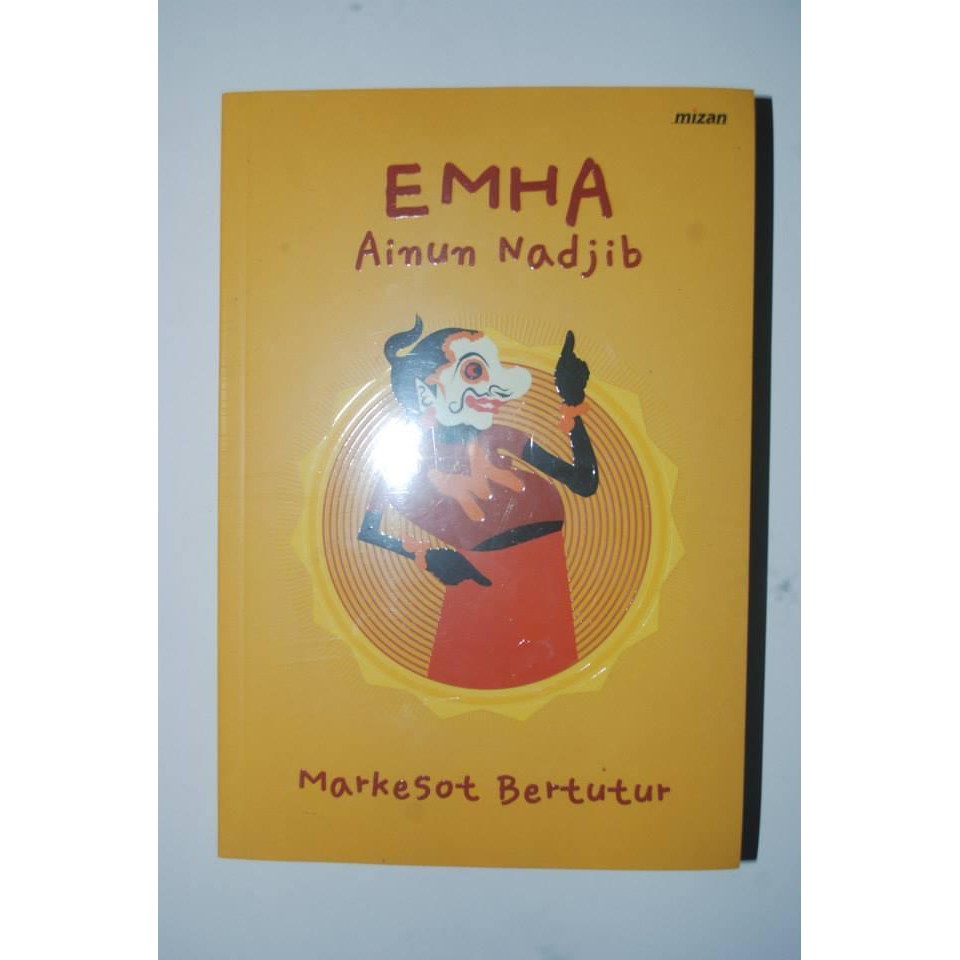 mizan
EMHA
Ainun Nadjib
Markesot Bertutur